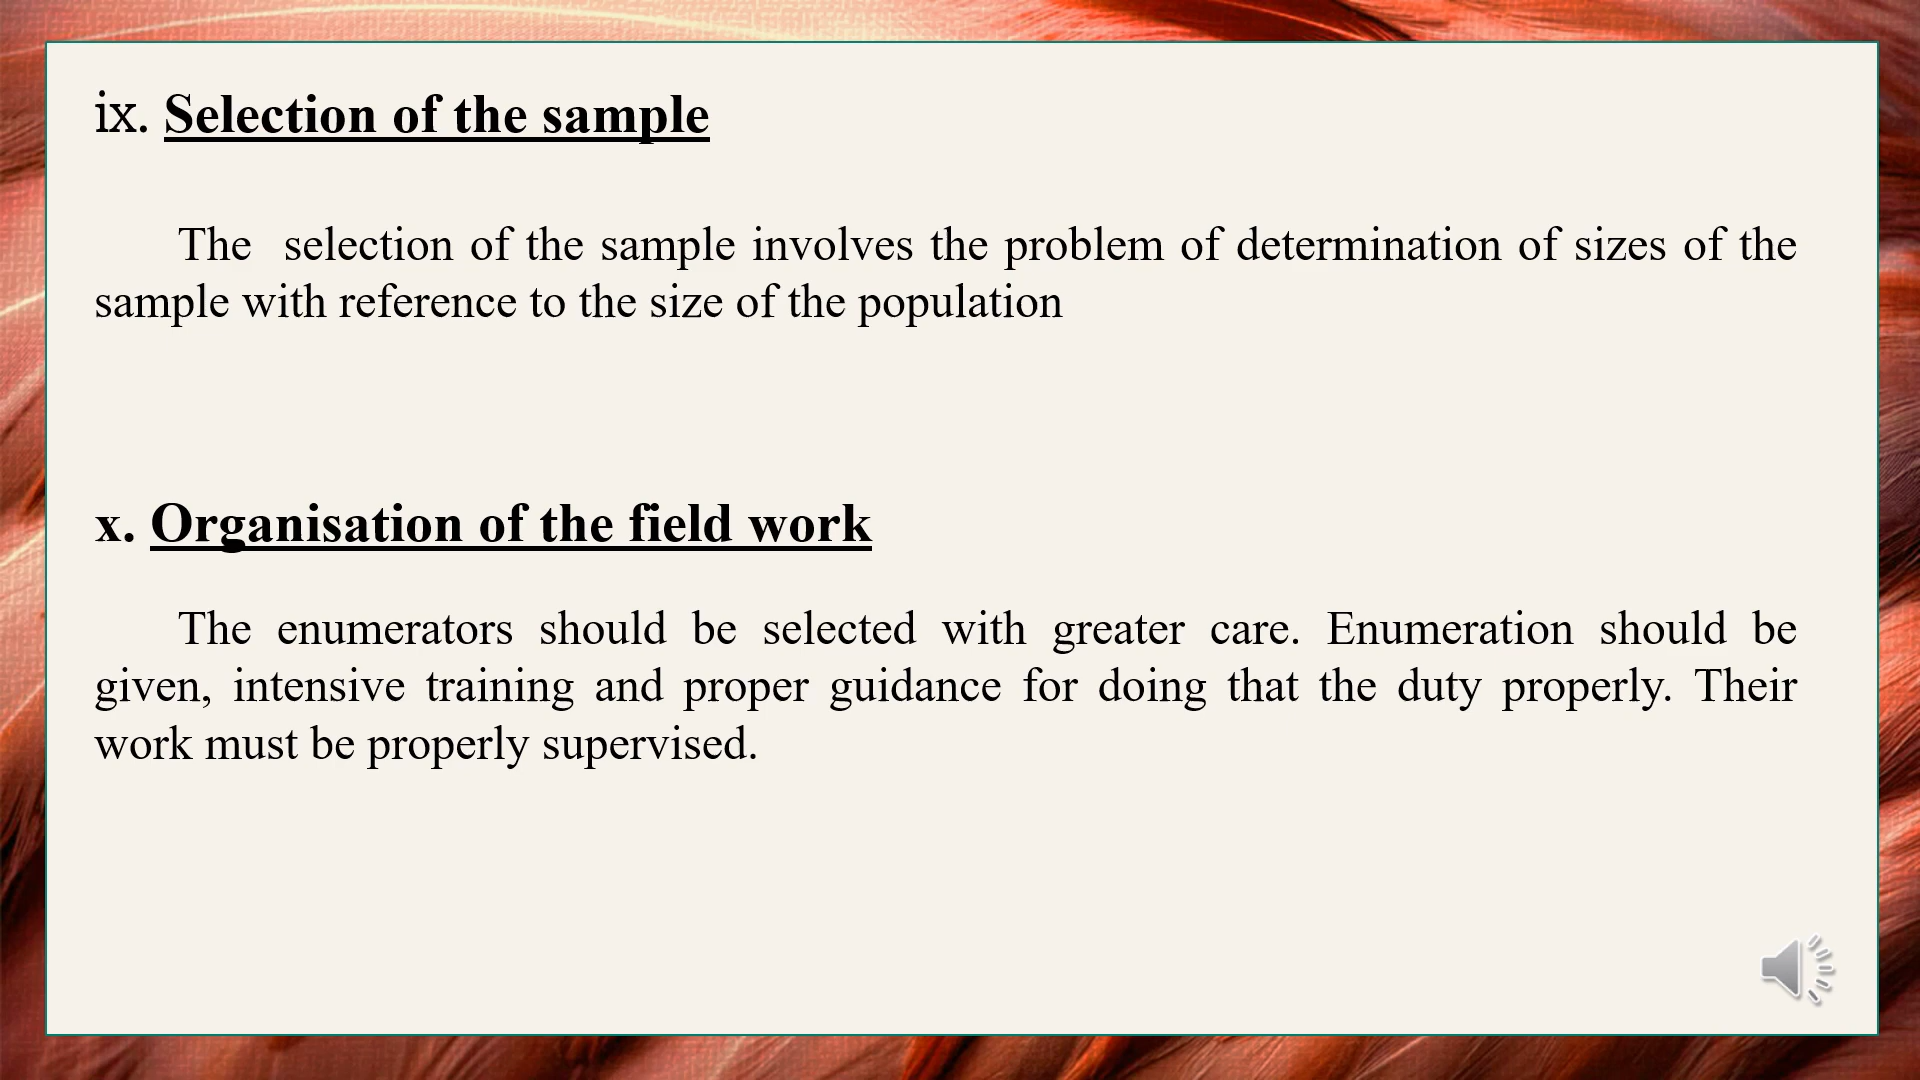 ix. Selection of the sample
The selection of the sample involves the problem of determination of sizes of the
sample with reference to the size of the population
x. Organisation of the field work
The enumerators should be selected with greater care. Enumeration should be
given, intensive training and proper guidance for doing that the duty properly. Their
work must be properly supervised.